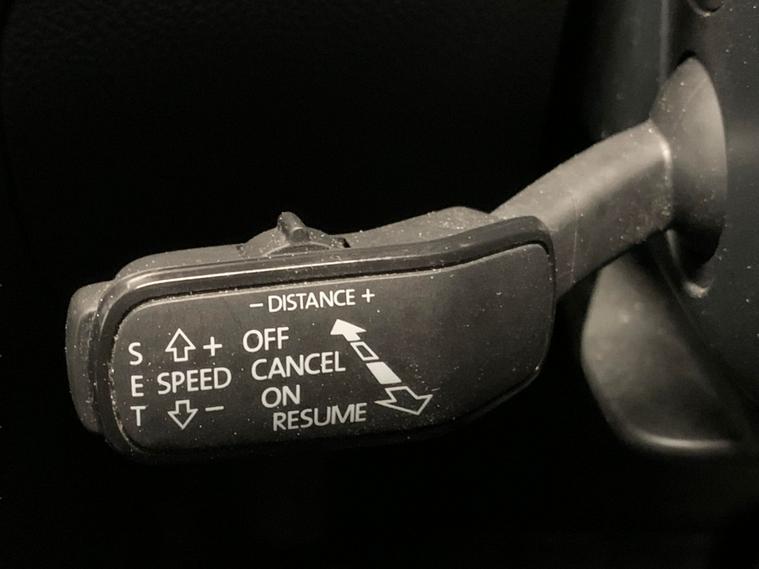 - DISTANCE +
S + OFF
E SPEED CANCEL
T - ON
RESUME